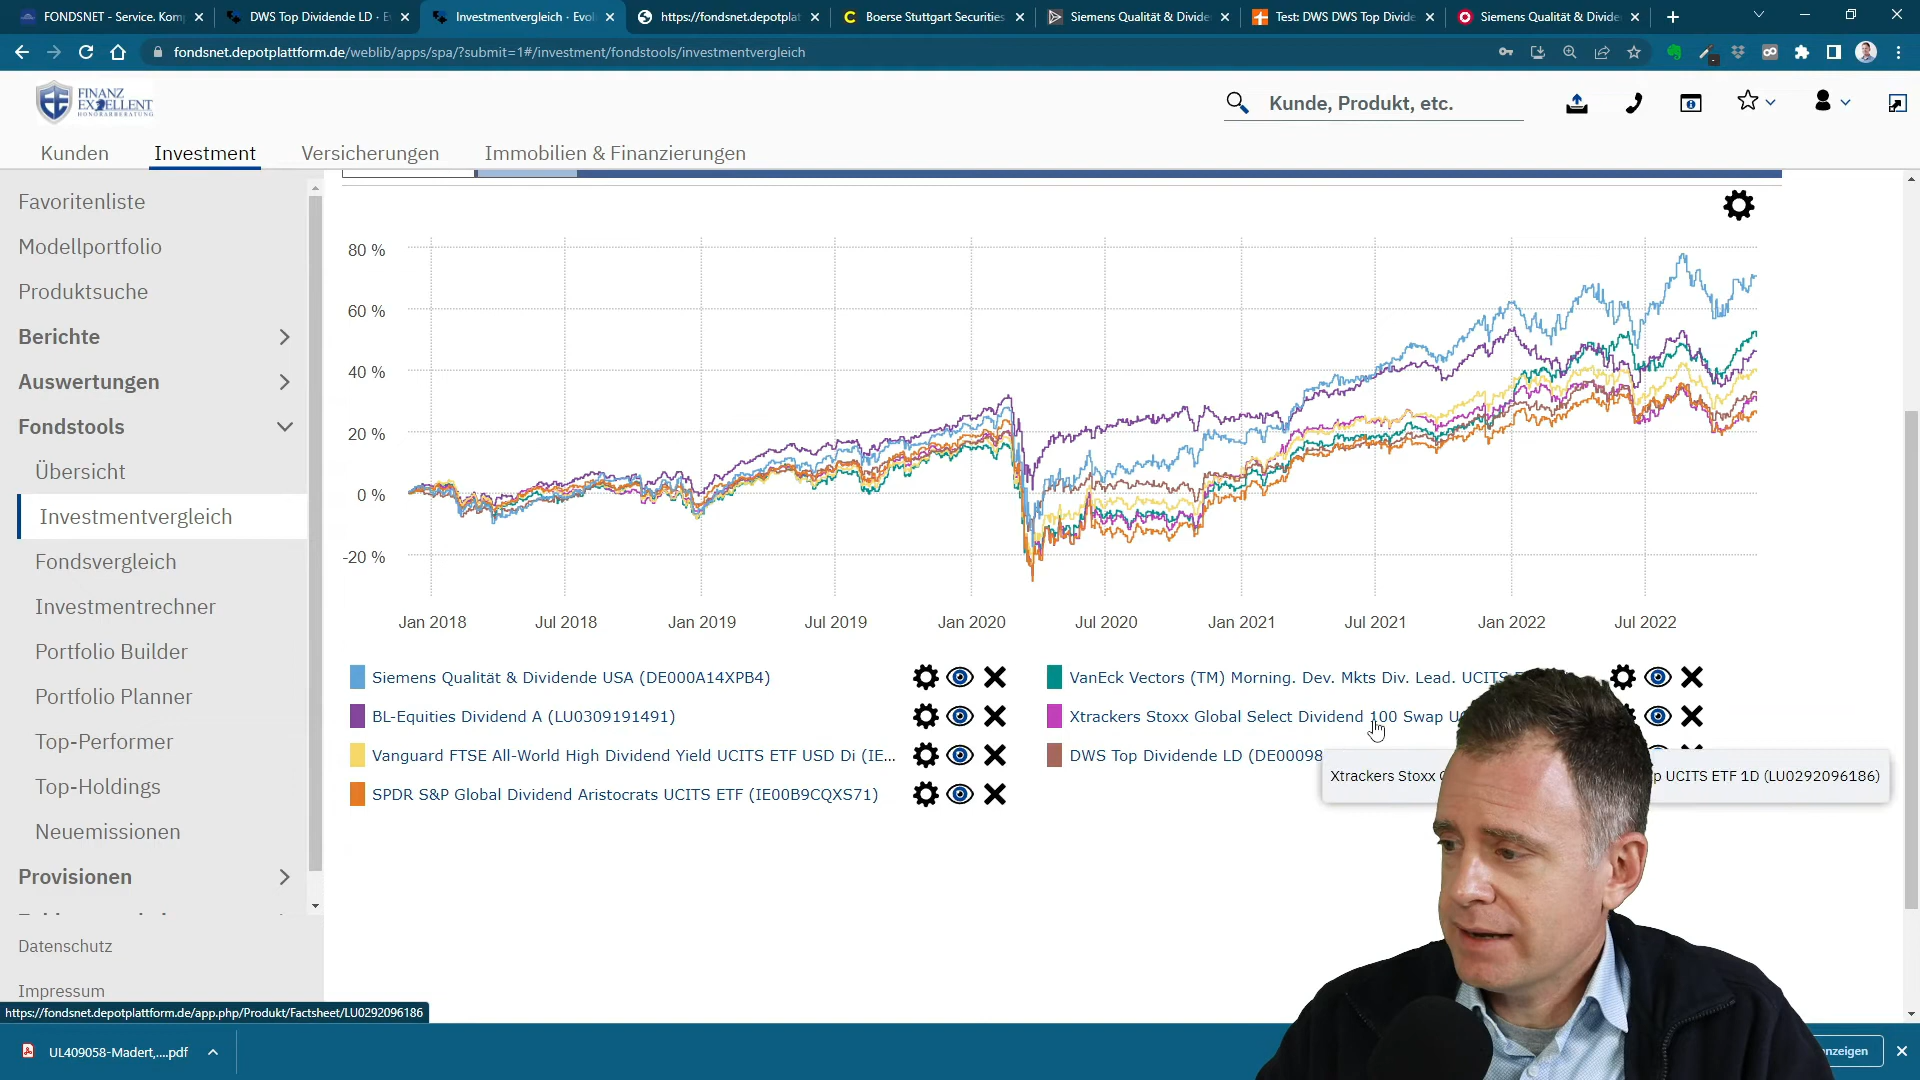 FONDSNET - Service. Kom
DWS Top Dividende LD - E
Investmentvergleich - Evol
https://fondsnet.depotplat
Boerse Stuttgart Securities
Siemens Qualität & Divide
Test: DWS DWS Top Divide
Siemens Qualität & Divide
fondsnet.depotplattform.de/weblib/apps/spa/?submit=1#/investment/fondstools/investmentvergleich
FINANZ
EXZELLENT
HONORARBERATUNG
Kunde, Produkt, etc.
Kunden
Investment
Versicherungen
Immobilien & Finanzierungen
Favoritenliste
Modellportfolio
Produktsuche
Berichte
Auswertungen
Fondstools
Übersicht
Investmentvergleich
Fondsvergleich
Investmentrechner
Portfolio Builder
Portfolio Planner
Top-Performer
Top-Holdings
Neuemissionen
Provisionen
Datenschutz
Impressum
80 %
60 %
40 %
20 %
0 %
-20 %
Jan 2018
Jul 2018
Jan 2019
Jul 2019
Jan 2020
Jul 2020
Jan 2021
Jul 2021
Jan 2022
Jul 2022
Siemens Qualität & Dividende USA (DE000A14XPB4)
VanEck Vectors (TM) Morning. Dev. Mkts Div. Lead. UCITS
BL-Equities Dividend A (LU0309191491)
Xtrackers Stoxx Global Select Dividend 100 Swap U
Vanguard FTSE All-World High Dividend Yield UCITS ETF USD Di (IE...
DWS Top Dividende LD (DE00098
SPDR S&P Global Dividend Aristocrats UCITS ETF (IE00B9CQXS71)
Xtrackers Stoxx
p UCITS ETF 1D (LU0292096186)
https://fondsnet.depotplattform.de/app.php/Produkt/Factsheet/LU0292096186
UL409058-Madert,....pdf
nzeigen